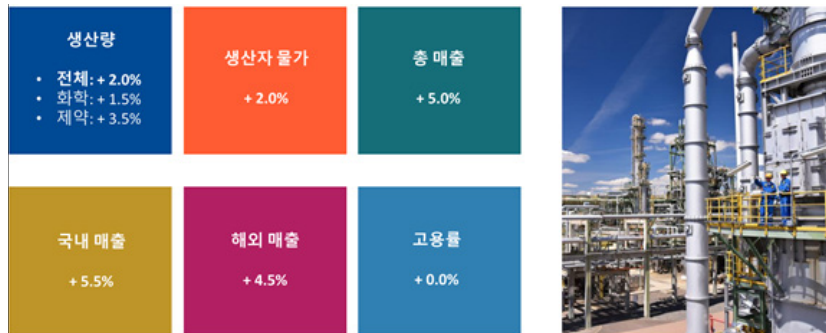 생산량
• 전체: + 2.0%
• 화학: + 1.5%
• 제약: + 3.5%
생산자 물가
+ 2.0%
총 매출
+ 5.0%
국내 매출
+ 5.5%
해외 매출
+ 4.5%
고용률
+ 0.0%